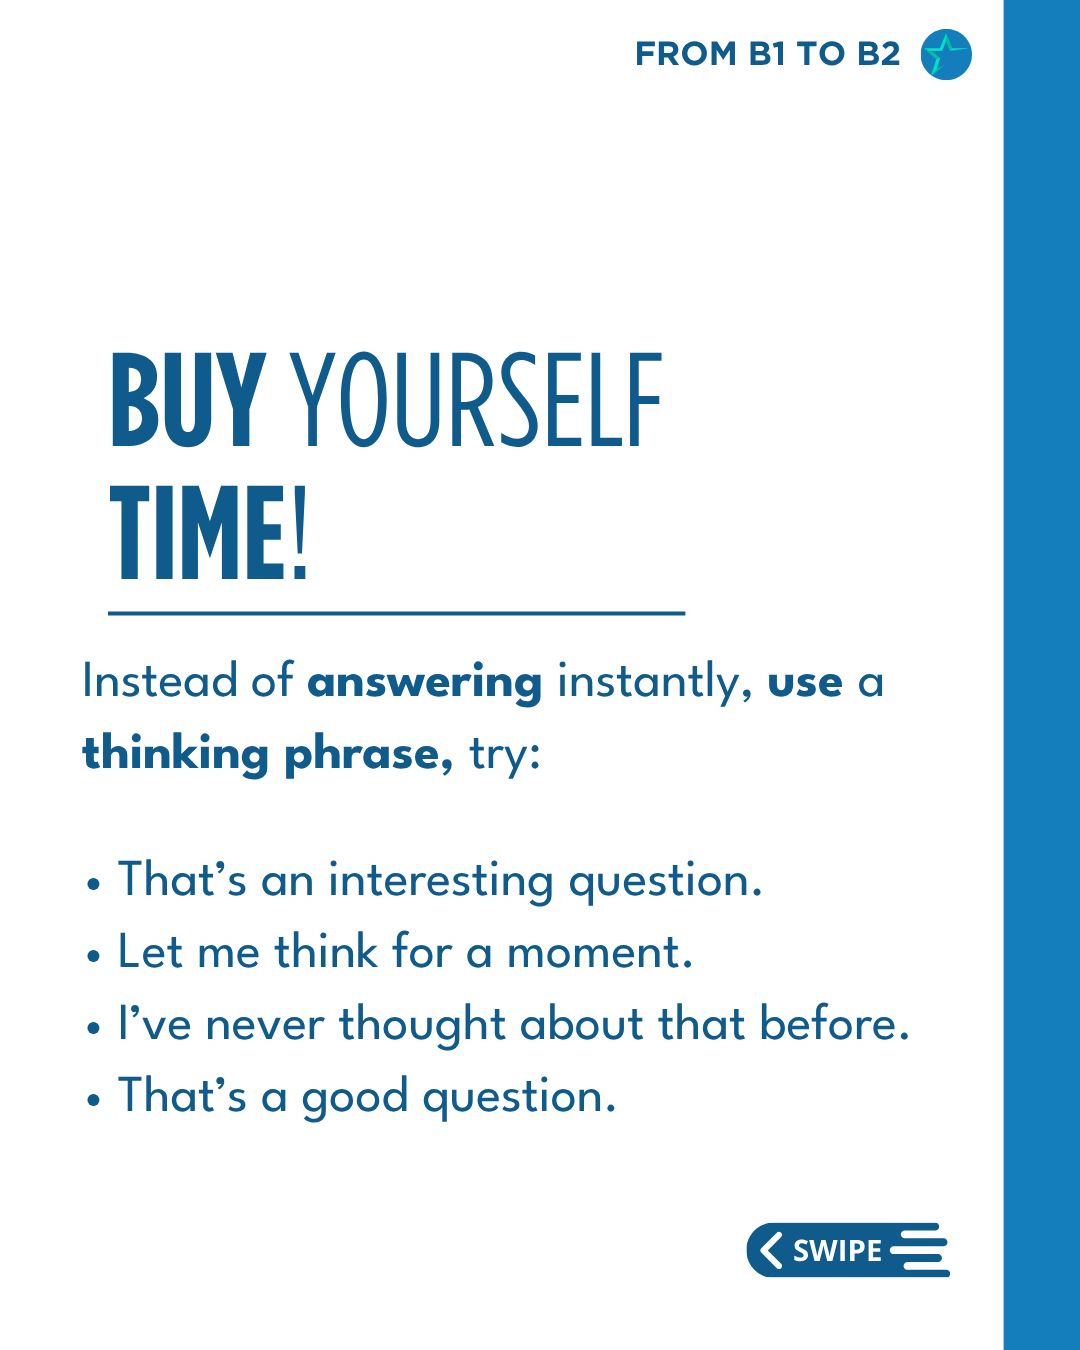 FROM B1 TO B2
BUY YOURSELF
TIME!
Instead of answering instantly, use a
thinking phrase, try:
• That’s an interesting question.
• Let me think for a moment.
• I’ve never thought about that before.
• That’s a good question.
SWIPE